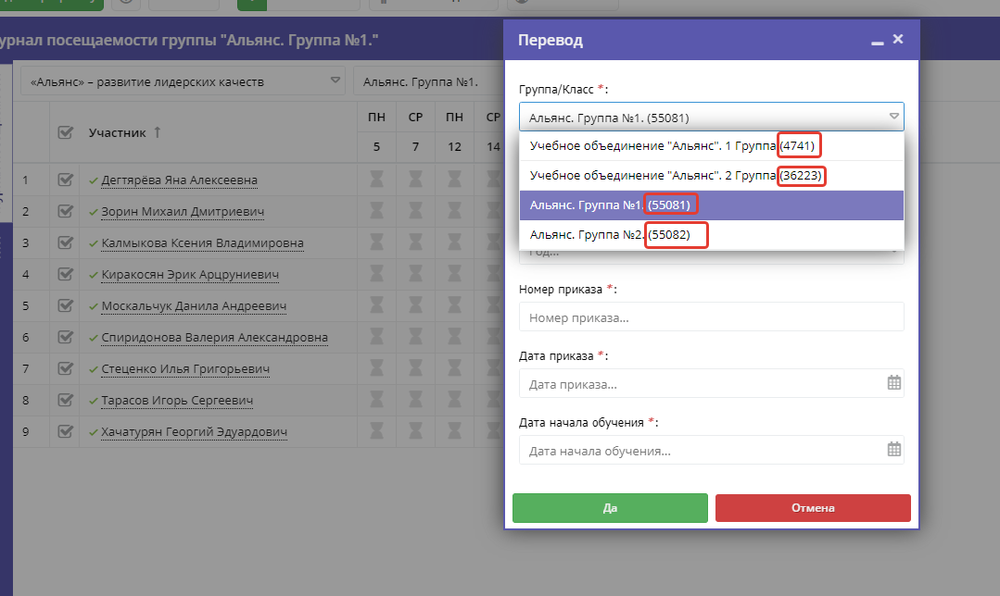 урнал посещаемости группы "Альянс. Группа №1."
Перевод
«Альянс» – развитие лидерских качеств
Альянс. Группа №1.
Участник
ПН СР ПН СР
5 7 12 14
1 Дегтярёва Яна Алексеевна
2 Зорин Михаил Дмитриевич
3 Калмыкова Ксения Владимировна
4 Киракосян Эрик Арцруниевич
5 Москальчук Данила Андреевич
6 Спиридонова Валерия Александровна
7 Стеценко Илья Григорьевич
8 Тарасов Игорь Сергеевич
9 Хачатурян Георгий Эдуардович
Группа/Класс *:
Альянс. Группа №1. (55081)
Учебное объединение "Альянс". 1 Группа (4741)
Учебное объединение "Альянс". 2 Группа (36223)
Альянс. Группа №1. (55081)
Альянс. Группа №2. (55082)
Год...
Номер приказа *:
Номер приказа...
Дата приказа *:
Дата приказа...
Дата начала обучения *:
Дата начала обучения...
Да
Отмена